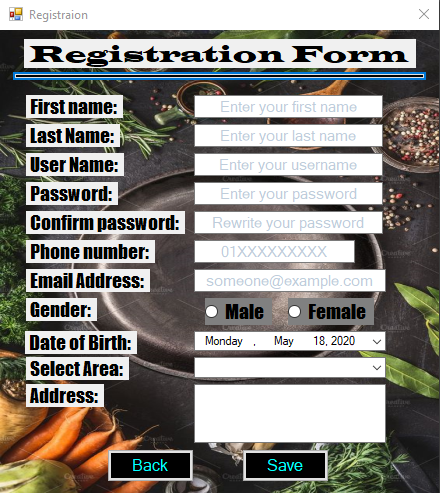 Registraion
Registration Form
First name: Enter your first name
Last Name: Enter your last name
User Name: Enter your username
Password: Enter your password
Confirm password: Rewrite your password
Phone number: 01XXXXXXXXX
Email Address: someone@example.com
Gender: Male Female
Date of Birth: Monday , May 18, 2020
Select Area:
Address:
Back Save